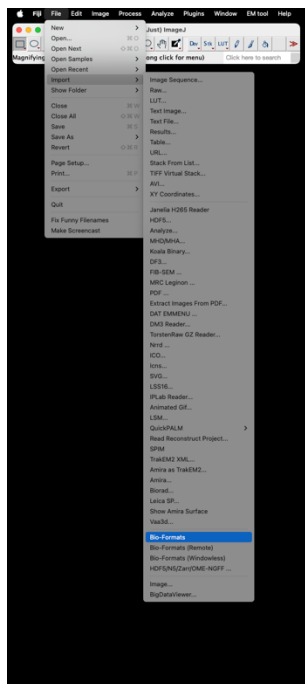 Fiji File Edit Image Process Analyze Plugins Window EM tool Help
Just) ImageJ
Dev Stk LUT
Magnifying
ong click for menu)
Click here to search
New
Open...
Open Next
Open Samples
Open Recent
Import
Show Folder
Close
Close All
Save
Save As
Revert
Page Setup...
Print...
Export
Quit
Fix Funny Filenames
Make Screencast
Image Sequence...
Raw...
LUT...
Text Image...
Text File...
Results...
Table...
URL...
Stack From List...
TIFF Virtual Stack...
AVI...
XY Coordinates...
Janelia H265 Reader
HDF5...
Analyze...
MHD/MHA...
Koala Binary...
DF3...
FIB-SEM ...
MRC Leginon ...
PDF ...
Extract Images From PDF...
DAT EMMENU ...
DM3 Reader...
TorstenRaw GZ Reader...
Nrrd ...
ICO...
Icns...
SVG...
LSS16...
IPLab Reader...
Animated Gif...
LSM...
QuickPALM
Read Reconstruct Project...
SPIM
TrakEM2 XML...
Amira as TrakEM2...
Amira...
Biorad...
Leica SP...
Show Amira Surface
Vaa3d...
Bio-Formats
Bio-Formats (Remote)
Bio-Formats (Windowless)
HDF5/N5/Zarr/OME-NGFF ...
Image...
BigDataViewer...